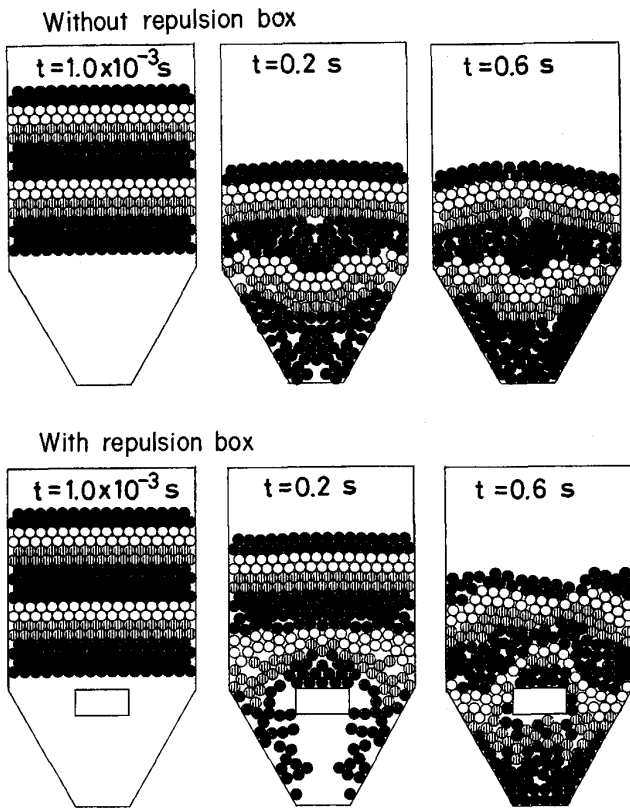 Without repulsion box
t=1.0x10⁻³s
t=0.2 s
t=0.6 s
With repulsion box
t=1.0x10⁻³ s
t=0.2 s
t=0.6 s